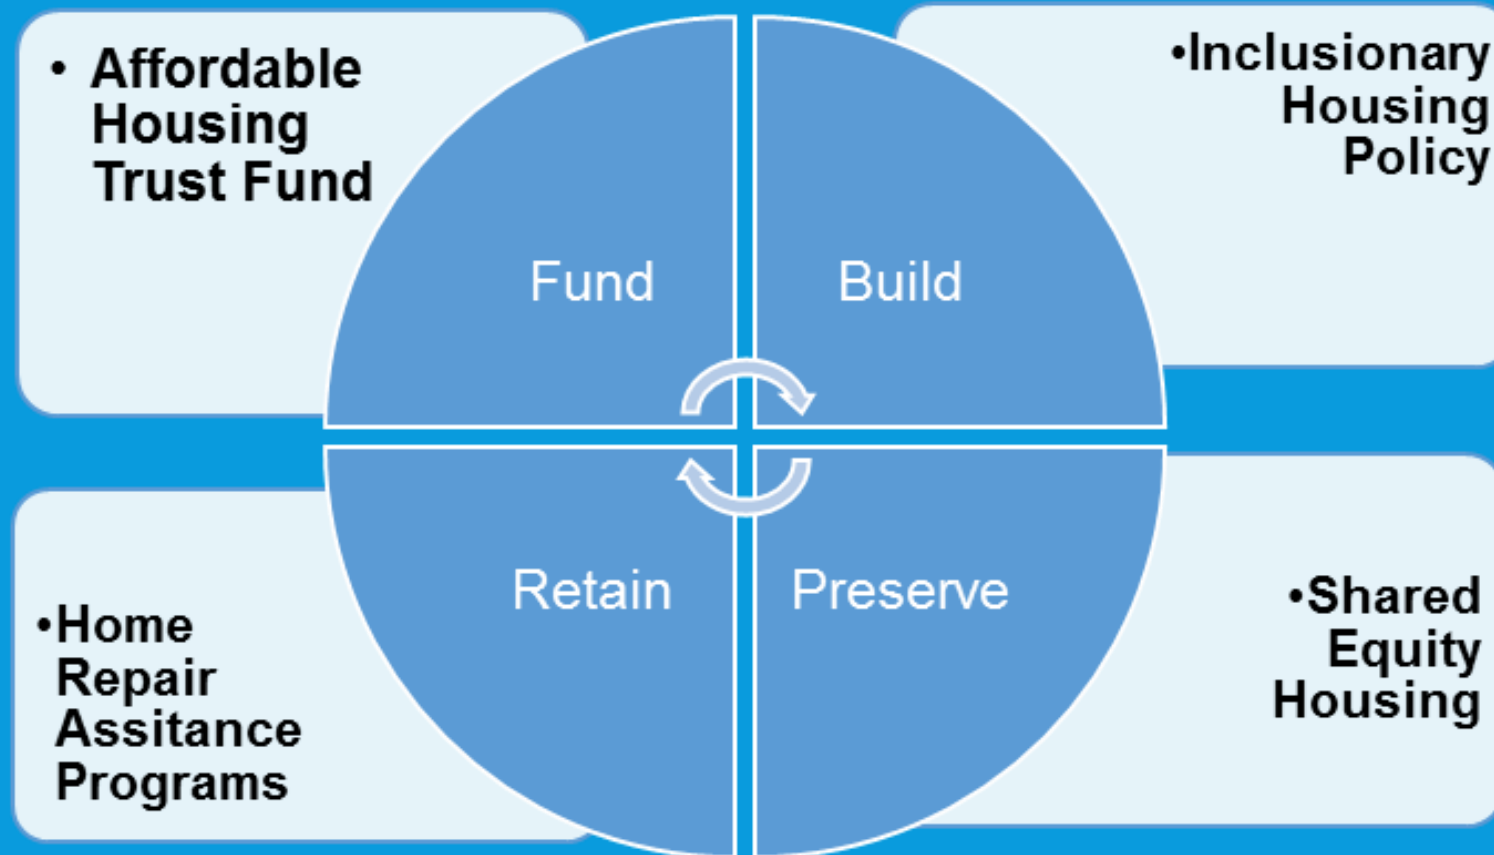 • Affordable
Housing
Trust Fund
•Inclusionary
Housing
Policy
Fund
Build
Retain
Preserve
•Home
Repair
Assitance
Programs
•Shared
Equity
Housing